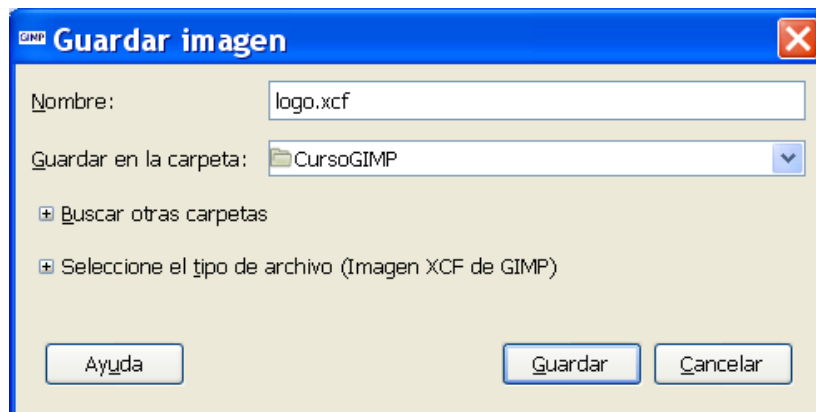 GIMP Guardar imagen
Nombre: logo.xcf
Guardar en la carpeta: CursoGIMP
Buscar otras carpetas
Seleccione el tipo de archivo (Imagen XCF de GIMP)
Ayuda Guardar Cancelar